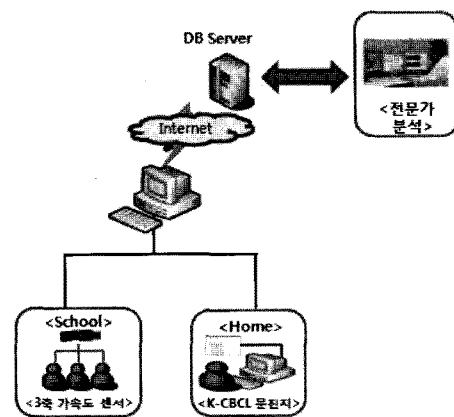 DB Server
<전문가
분석>
Internet
<School>
<3축 가속도 센서>
<Home>
<K-CBCL 문진지>